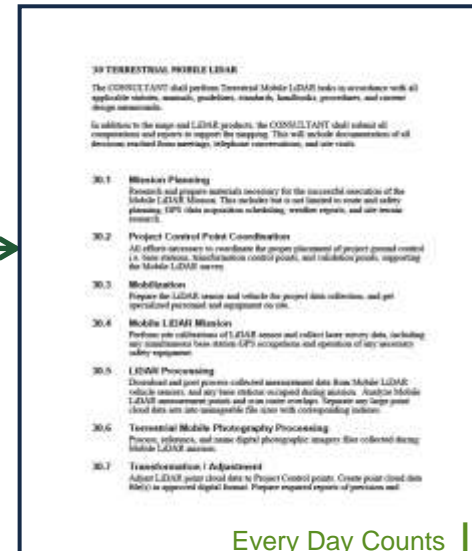 30 TERRESTRIAL MOBILE LIDAR
The CONSULTANT shall perform Terrestrial Mobile LiDAR tasks in accordance with all
applicable statutes, manuals, guidelines, standards, handbooks, procedures, and current
design memoranda.
In addition to the maps and LiDAR products, the CONSULTANT shall submit all
computations and reports to support the mapping. This will include documentation of all
decisions reached from meetings, telephone conversations, and site visits.
30.1 Mission Planning
Research and prepare materials necessary for the successful execution of the
Mobile LiDAR Mission. This includes but is not limited to route and safety
planning, GPS data acquisition scheduling, weather reports, and site terrain
research.
30.2 Project Control Point Coordination
All efforts necessary to coordinate the proper placement of project ground control
i.e. base stations, transformation control points, and validation points, supporting
the Mobile LiDAR survey.
30.3 Mobilization
Prepare the LiDAR sensor and vehicle for project data collection, and get
specialized personnel and equipment on site.
30.4 Mobile LiDAR Mission
Perform site calibrations of LiDAR sensor and collect laser survey data, including
any simultaneous base station GPS occupations and operation of any necessary
safety equipment.
30.5 LiDAR Processing
Download and post process collected measurement data from Mobile LiDAR
vehicle sensors, and any base stations occupied during mission. Analyze Mobile
LiDAR measurement points and scan route overlaps. Separate any large point
cloud data sets into manageable file sizes with corresponding indexes.
30.6 Terrestrial Mobile Photography Processing
Process, reference, and name digital photographic imagery files collected during
Mobile LiDAR mission.
30.7 Transformation / Adjustment
Adjust LiDAR point cloud data to Project Control points. Create point cloud data
file(s) in approved digital format. Prepare required reports of precision and
Every Day Counts